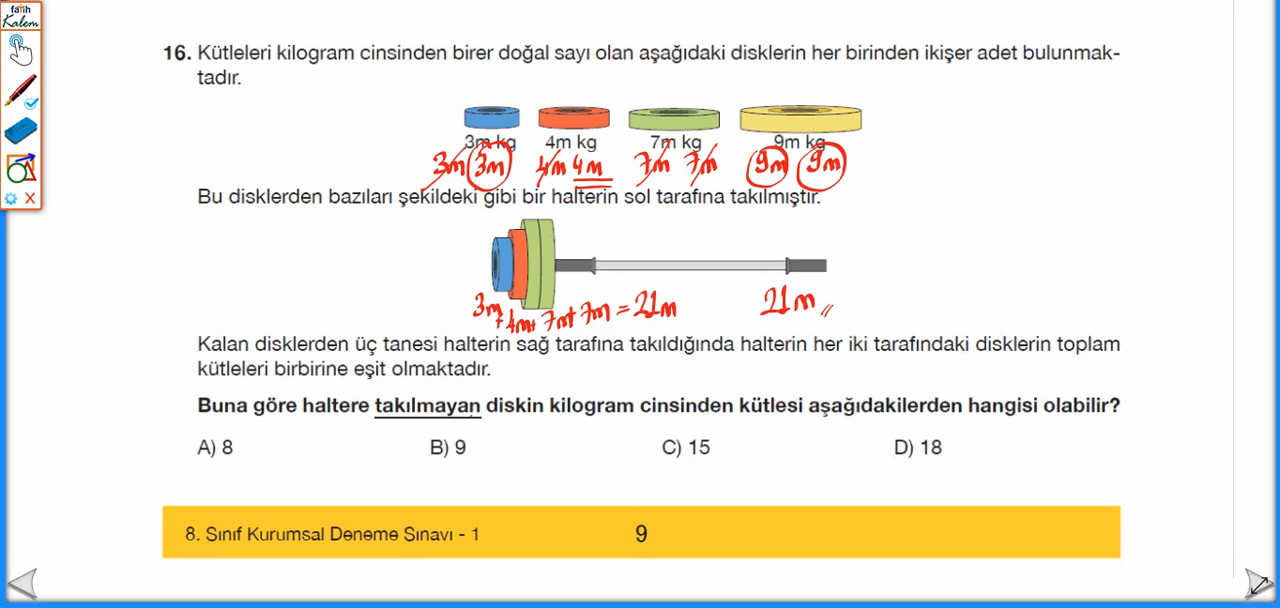 fatih
Kalem
16. Kütleleri kilogram cinsinden birer doğal sayı olan aşağıdaki disklerin her birinden ikişer adet bulunmak-
tadır.
3m kg 4m kg 7m kg 9m kg
3m 3m 4m 4m 7m 7m 9m 9m
Bu disklerden bazıları şekildeki gibi bir halterin sol tarafına takılmıştır.
3m + 4m + 7m + 7m = 21m 21m
Kalan disklerden üç tanesi halterin sağ tarafına takıldığında halterin her iki tarafındaki disklerin toplam
kütleleri birbirine eşit olmaktadır.
Buna göre haltere takılmayan diskin kilogram cinsinden kütlesi aşağıdakilerden hangisi olabilir?
A) 8 B) 9 C) 15 D) 18
8. Sınıf Kurumsal Deneme Sınavı - 1 9